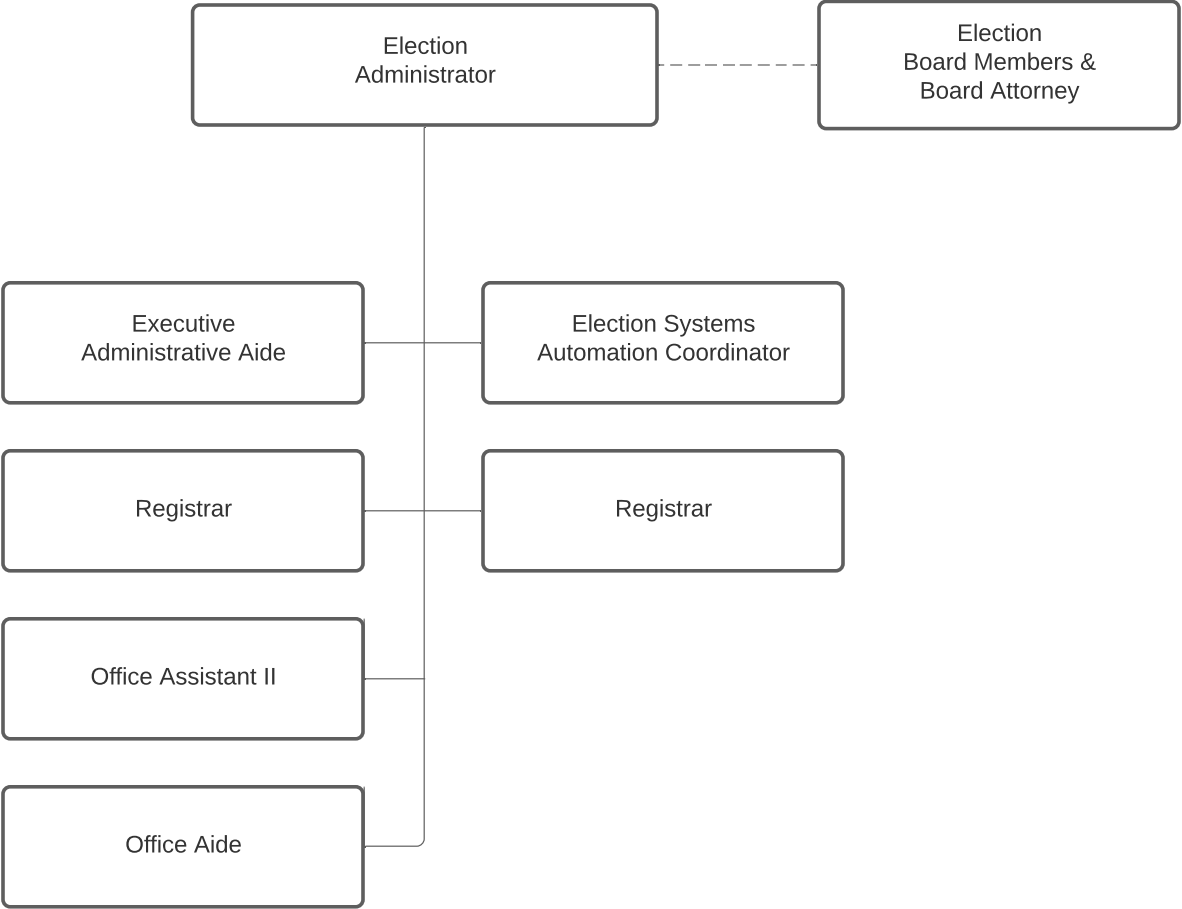 Election
Administrator
Election
Board Members &
Board Attorney
Executive
Administrative Aide
Election Systems
Automation Coordinator
Registrar
Registrar
Office Assistant II
Office Aide